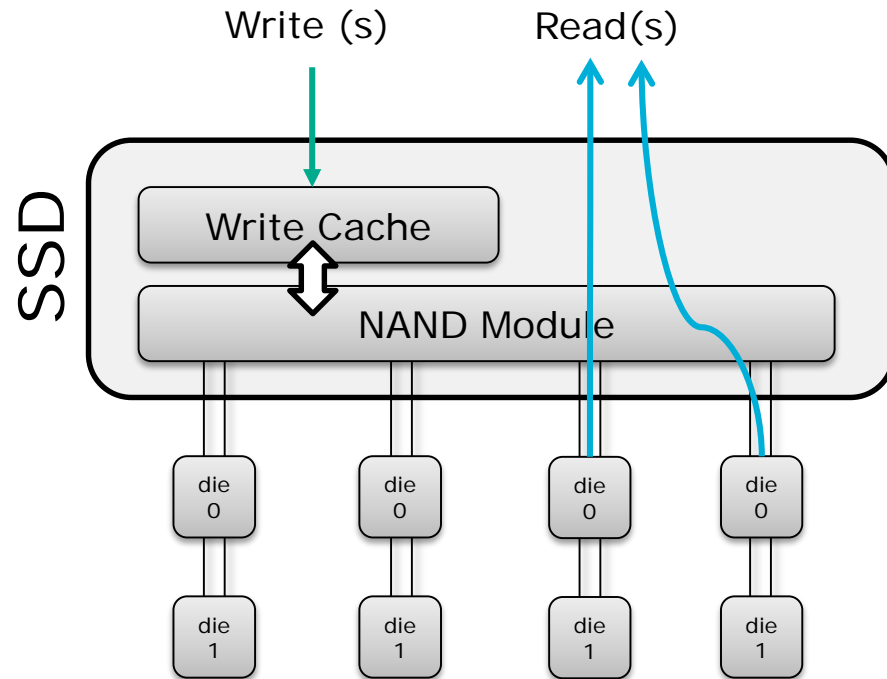 Write (s)
Read(s)
SSD
Write Cache
NAND Module
die
0
die
0
die
0
die
0
die
1
die
1
die
1
die
1